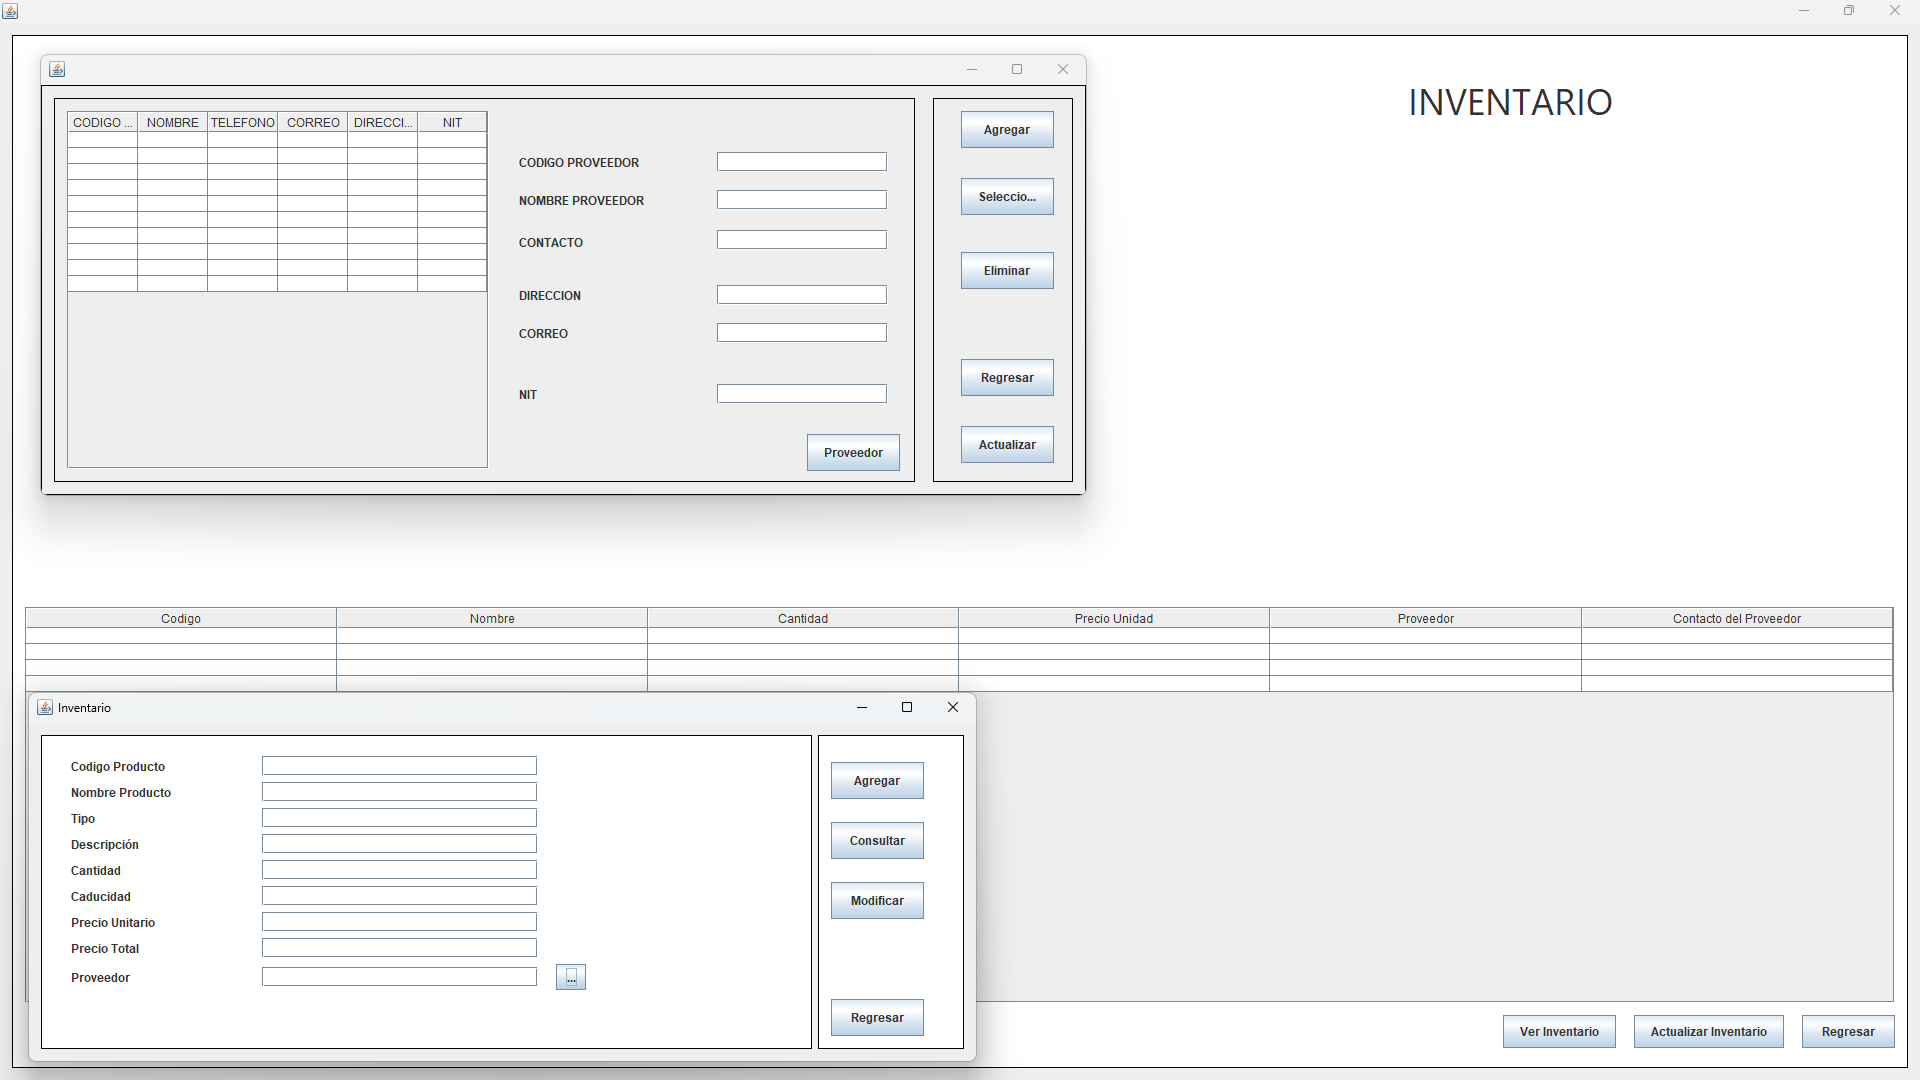 INVENTARIO
CODIGO ... NOMBRE TELEFONO CORREO DIRECCI... NIT
CODIGO PROVEEDOR
NOMBRE PROVEEDOR
CONTACTO
DIRECCION
CORREO
NIT
Proveedor
Agregar
Seleccio...
Eliminar
Regresar
Actualizar
Codigo Nombre Cantidad Precio Unidad Proveedor Contacto del Proveedor
Inventario
Codigo Producto
Nombre Producto
Tipo
Descripción
Cantidad
Caducidad
Precio Unitario
Precio Total
Proveedor ...
Agregar
Consultar
Modificar
Regresar
Ver Inventario Actualizar Inventario Regresar